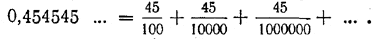 0,454545 ... = 45/100 + 45/10000 + 45/1000000 + ... .